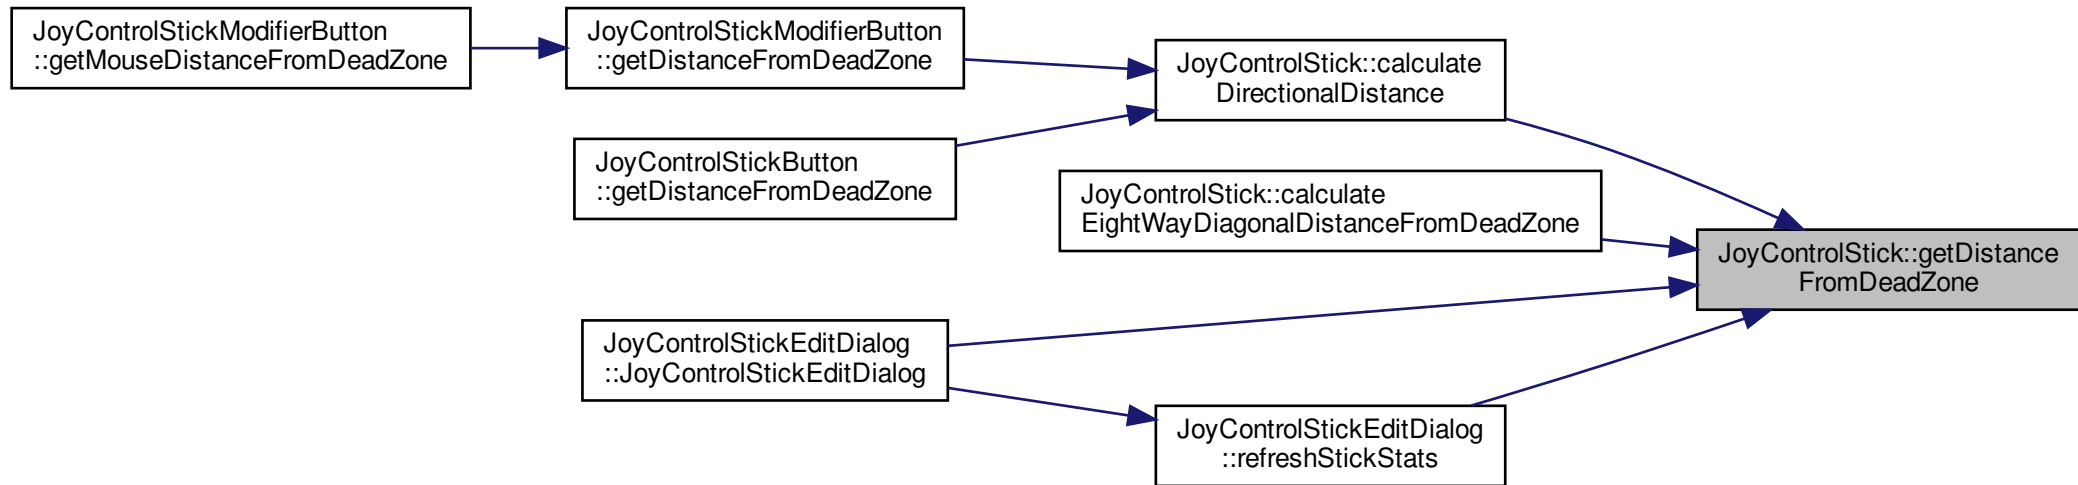 JoyControlStickModifierButton
::getMouseDistanceFromDeadZone
JoyControlStickModifierButton
::getDistanceFromDeadZone
JoyControlStick::calculate
DirectionalDistance
JoyControlStickButton
::getDistanceFromDeadZone
JoyControlStick::calculate
EightWayDiagonalDistanceFromDeadZone
JoyControlStick::getDistance
FromDeadZone
JoyControlStickEditDialog
::JoyControlStickEditDialog
JoyControlStickEditDialog
::refreshStickStats